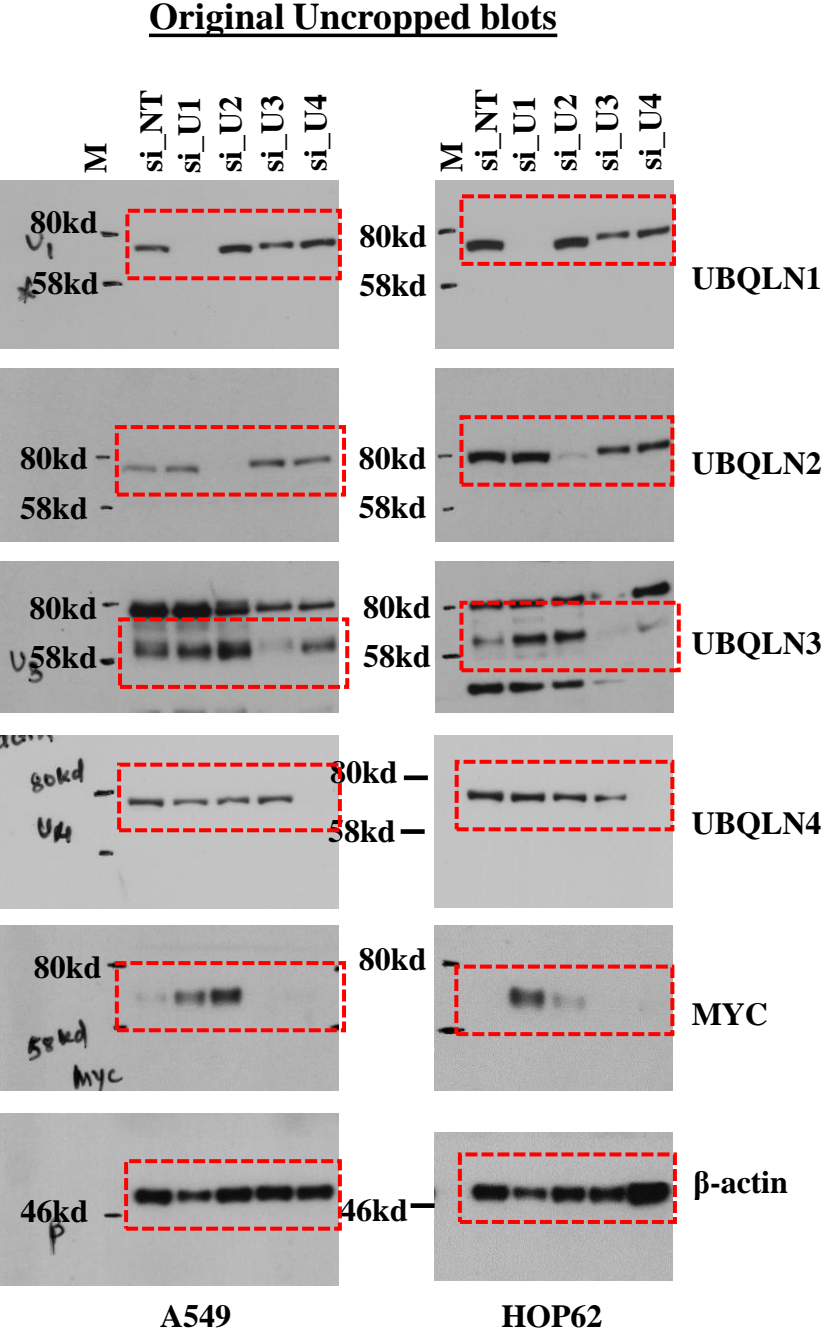 Original Uncropped blots
M si_NT si_U1 si_U2 si_U3 si_U4 M si_NT si_U1 si_U2 si_U3 si_U4
80kd 80kd
U1
58kd 58kd UBQLN1
80kd 80kd UBQLN2
58kd 58kd
80kd 80kd
U3 58kd 58kd UBQLN3
80kd 80kd
U4 58kd UBQLN4
80kd 80kd
MYC
58kd
Myc
β-actin
46kd 46kd
β
A549 HOP62